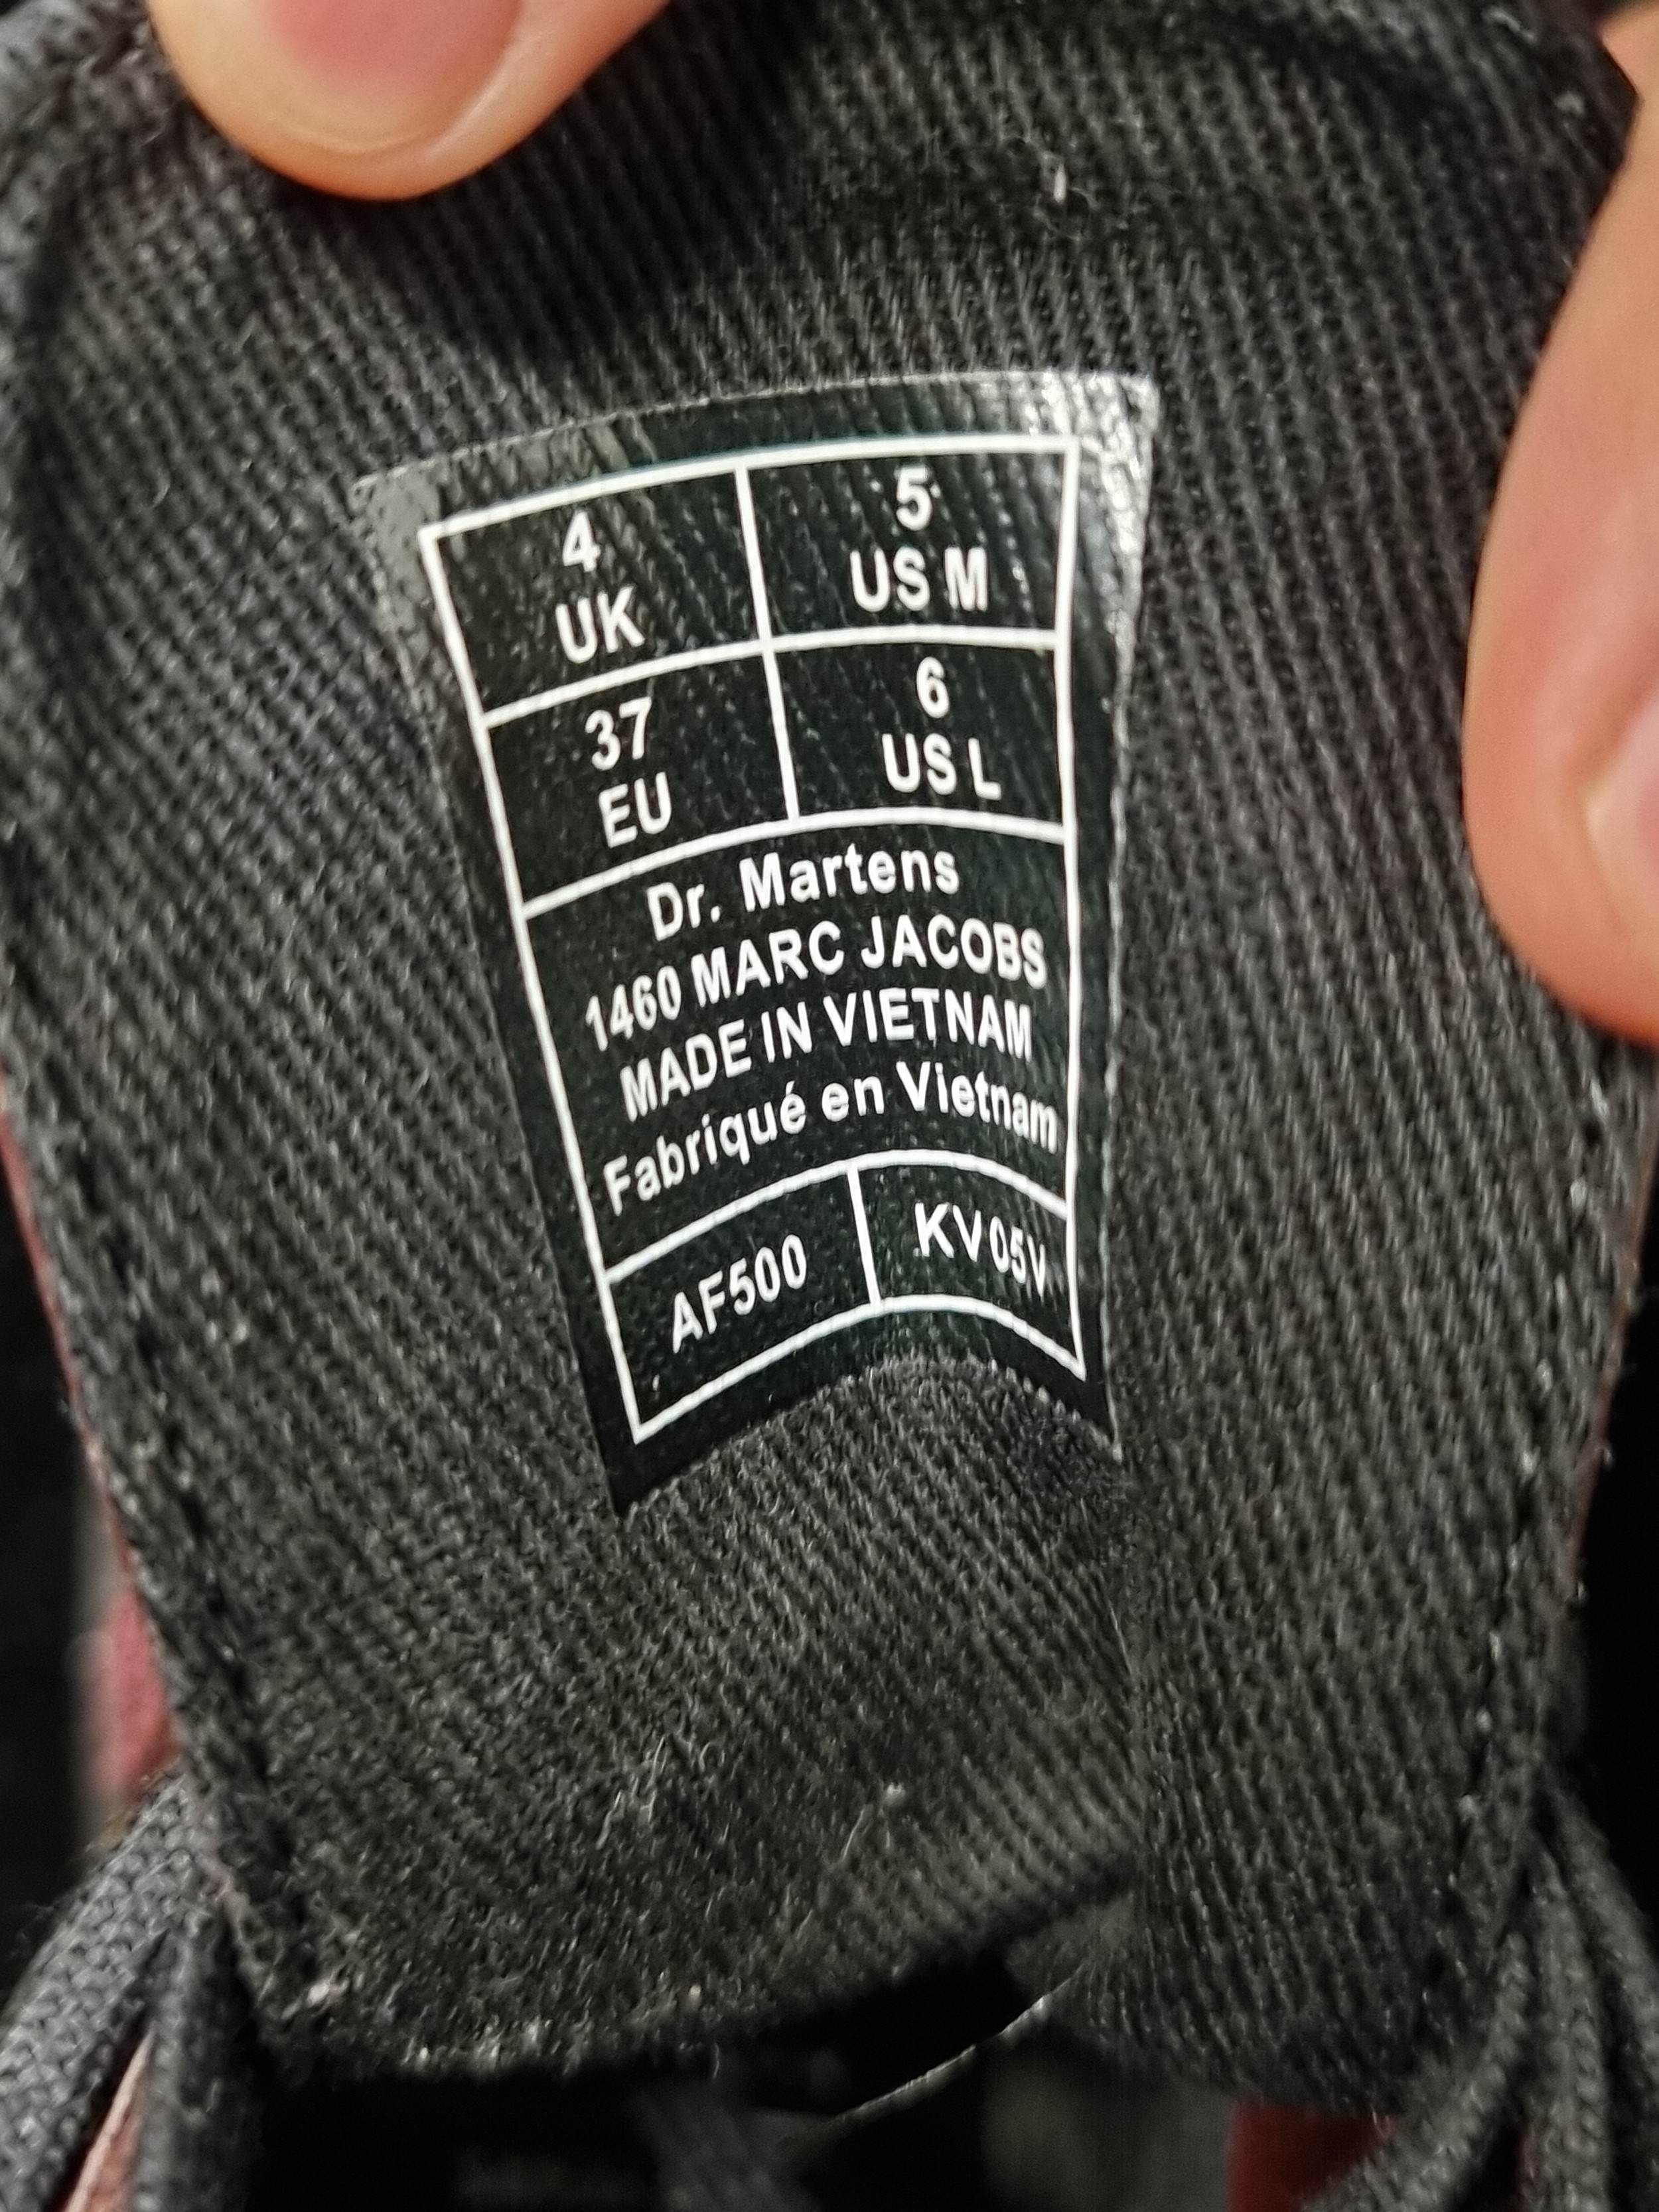 4
UK
5
US M
37
EU
6
US L
Dr. Martens
1460 MARC JACOBS
MADE IN VIETNAM
Fabriqué en Vietnam
AF500
KV05V